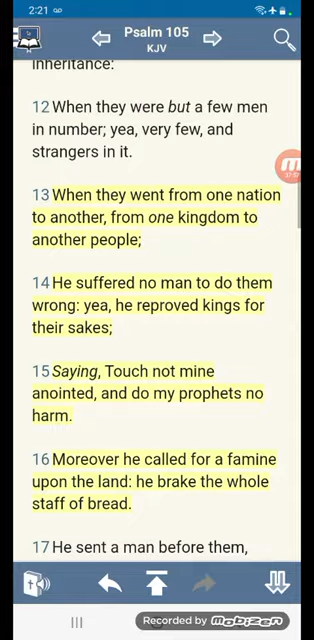 2:21
Psalm 105
KJV
inheritance:
12 When they were but a few men
in number; yea, very few, and
strangers in it.
13 When they went from one nation
to another, from one kingdom to
another people;
14 He suffered no man to do them
wrong: yea, he reproved kings for
their sakes;
15 Saying, Touch not mine
anointed, and do my prophets no
harm.
16 Moreover he called for a famine
upon the land: he brake the whole
staff of bread.
17 He sent a man before them,
Recorded by mobizen